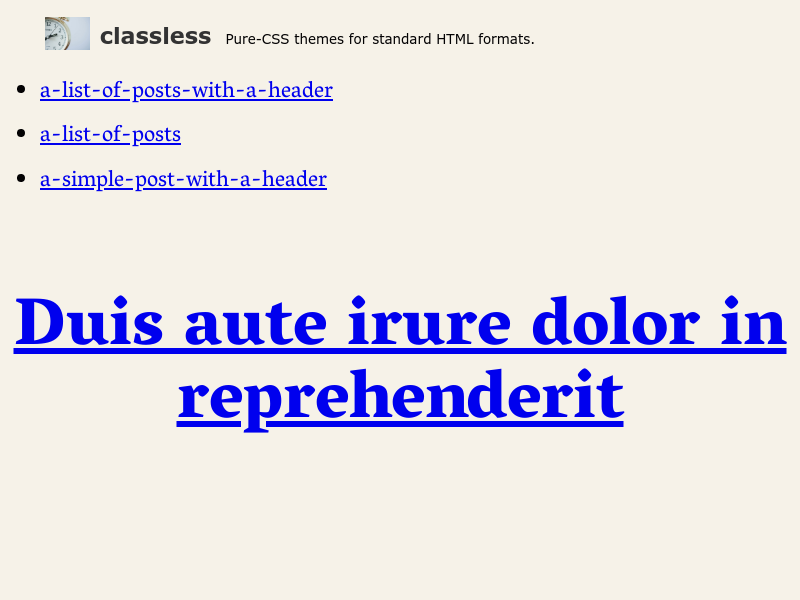 classless Pure-CSS themes for standard HTML formats.
a-list-of-posts-with-a-header
a-list-of-posts
a-simple-post-with-a-header
Duis aute irure dolor in
reprehenderit